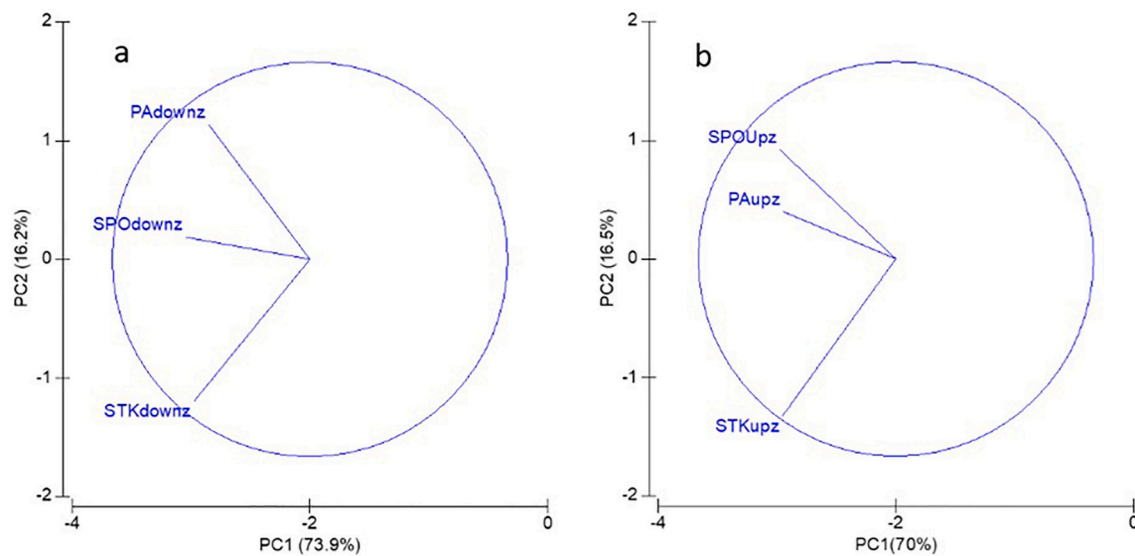 a
2
1
0
-1
-2
PC2 (16.2%)
PAdownz
SPOdownz
STKdownz
-4
-2
0
PC1 (73.9%)
b
2
1
0
-1
-2
PC2 (16.5%)
SPOUpz
PAupz
STKupz
-4
-2
0
PC1(70%)